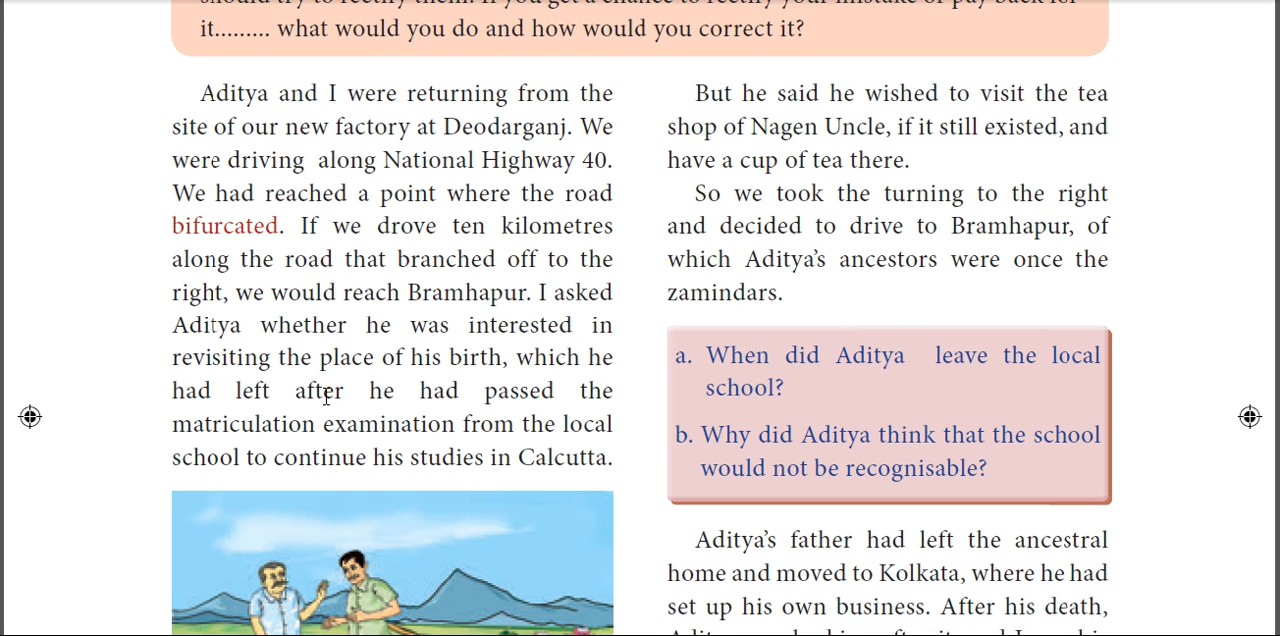 it......... what would you do and how would you correct it?
Aditya and I were returning from the
site of our new factory at Deodarganj. We
were driving along National Highway 40.
We had reached a point where the road
bifurcated. If we drove ten kilometres
along the road that branched off to the
right, we would reach Bramhapur. I asked
Aditya whether he was interested in
revisiting the place of his birth, which he
had left after he had passed the
matriculation examination from the local
school to continue his studies in Calcutta.
But he said he wished to visit the tea
shop of Nagen Uncle, if it still existed, and
have a cup of tea there.
So we took the turning to the right
and decided to drive to Bramhapur, of
which Aditya's ancestors were once the
zamindars.
a. When did Aditya leave the local
school?
b. Why did Aditya think that the school
would not be recognisable?
Aditya's father had left the ancestral
home and moved to Kolkata, where he had
set up his own business. After his death,